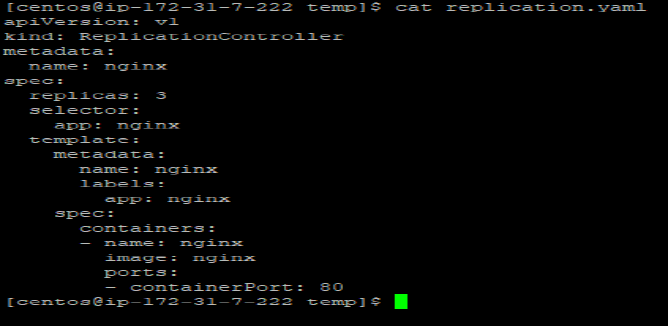 [centos@ip-172-31-7-222 temp]$ cat replication.yaml
apiVersion: v1
kind: ReplicationController
metadata:
  name: nginx
spec:
  replicas: 3
  selector:
    app: nginx
  template:
    metadata:
      name: nginx
      labels:
        app: nginx
    spec:
      containers:
      - name: nginx
        image: nginx
        ports:
        - containerPort: 80
[centos@ip-172-31-7-222 temp]$